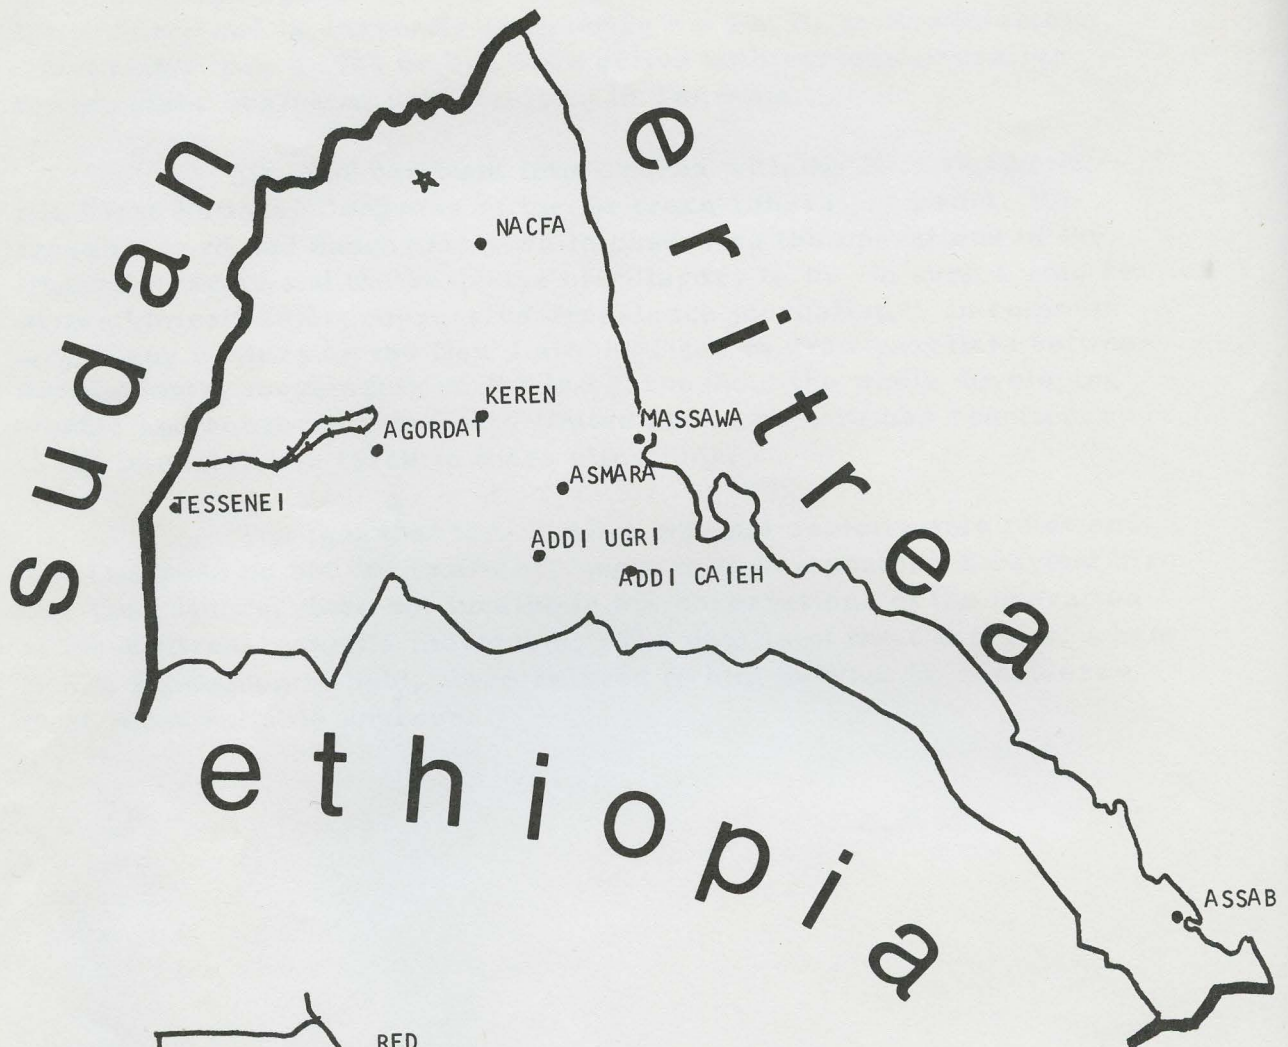 sudan
eritrea
NACFA
KEREN
MASSAWA
AGORDAT
ASMARA
TESSENEI
ADDI UGRI
ADDI CAIEH
ethiopia
ASSAB
RED